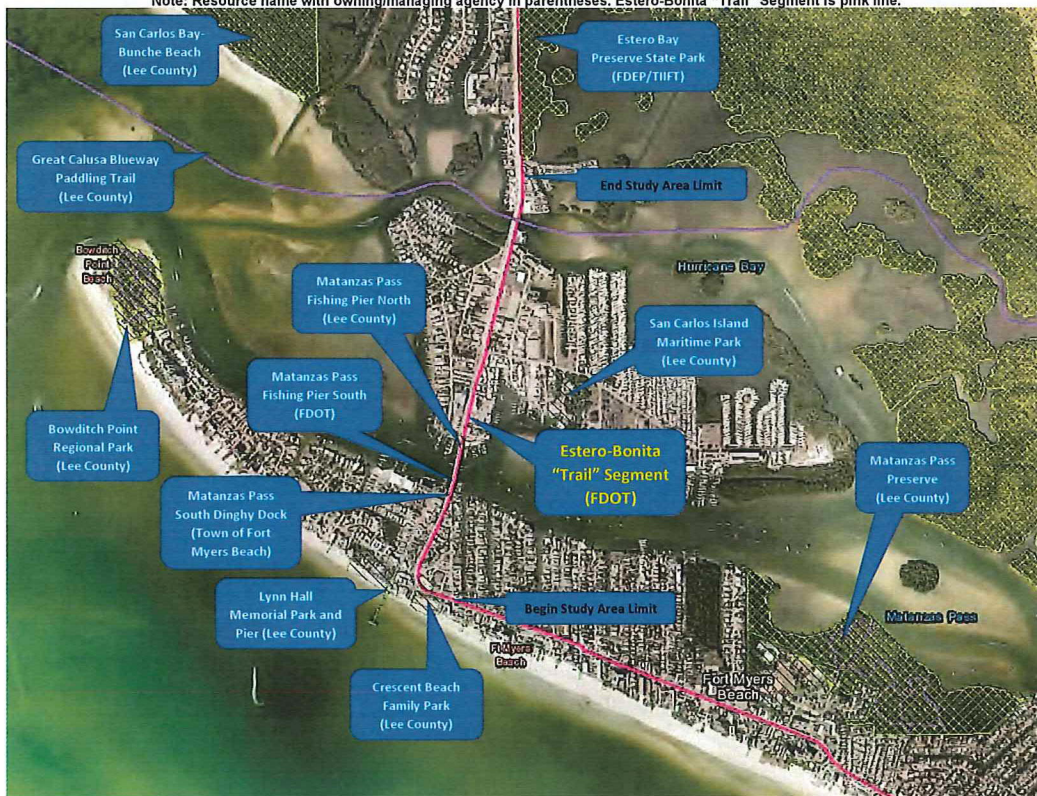 Note: Resource name with owning/managing agency in parentheses. Estero-Bonita "Trail" Segment is pink line.
San Carlos Bay-
Bunche Beach
(Lee County)
Estero Bay
Preserve State Park
(FDEP/TIIFT)
Great Calusa Blueway
Paddling Trail
(Lee County)
End Study Area Limit
Bowditch
Point
Beach
Hurricane Bay
Matanzas Pass
Fishing Pier North
(Lee County)
San Carlos Island
Maritime Park
(Lee County)
Matanzas Pass
Fishing Pier South
(FDOT)
Bowditch Point
Regional Park
(Lee County)
Estero-Bonita
"Trail" Segment
(FDOT)
Matanzas Pass
Preserve
(Lee County)
Matanzas Pass
South Dinghy Dock
(Town of Fort
Myers Beach)
Lynn Hall
Memorial Park and
Pier (Lee County)
Begin Study Area Limit
Matanzas Pass
Ft Myers
Beach
Fort Myers
Beach
Crescent Beach
Family Park
(Lee County)